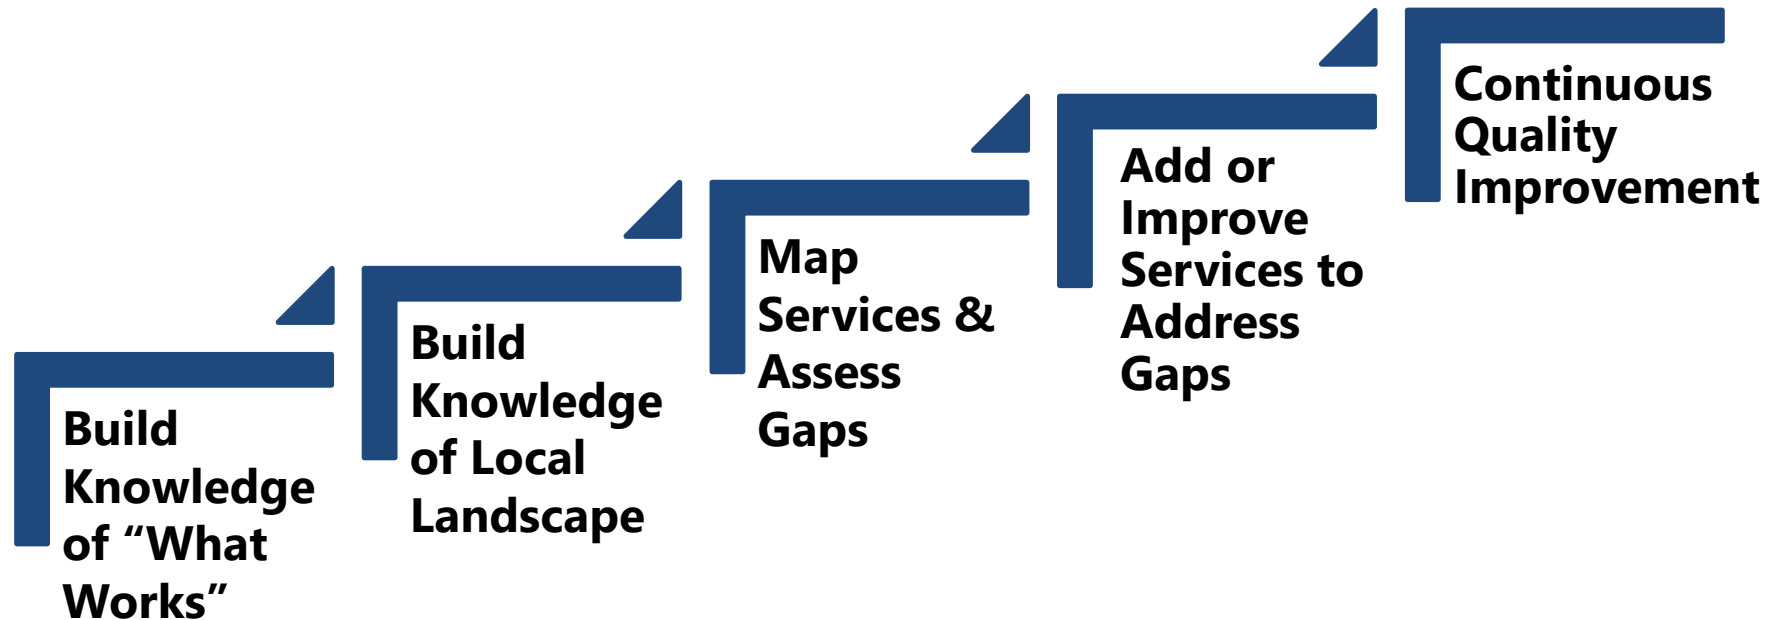 Build
Knowledge
of “What
Works”
Build
Knowledge
of Local
Landscape
Map
Services &
Assess
Gaps
Add or
Improve
Services to
Address
Gaps
Continuous
Quality
Improvement